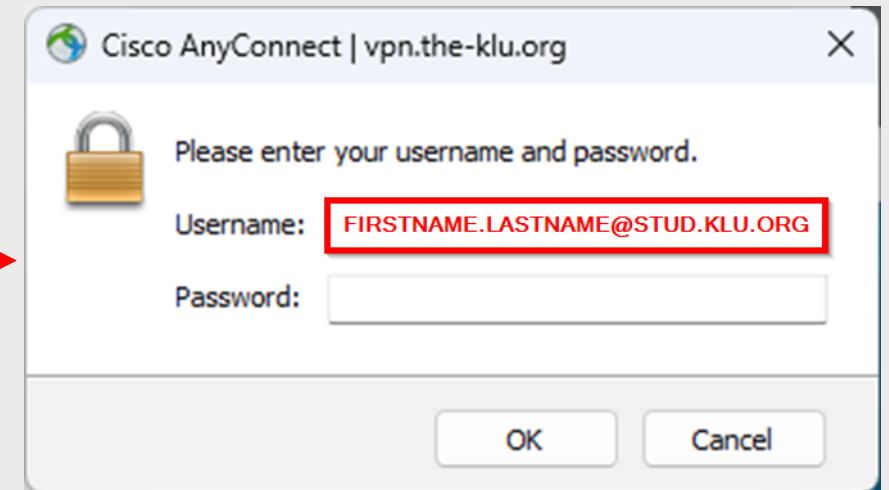 Cisco AnyConnect | vpn.the-klu.org
Please enter your username and password.
Username: FIRSTNAME.LASTNAME@STUD.KLU.ORG
Password:
OK Cancel